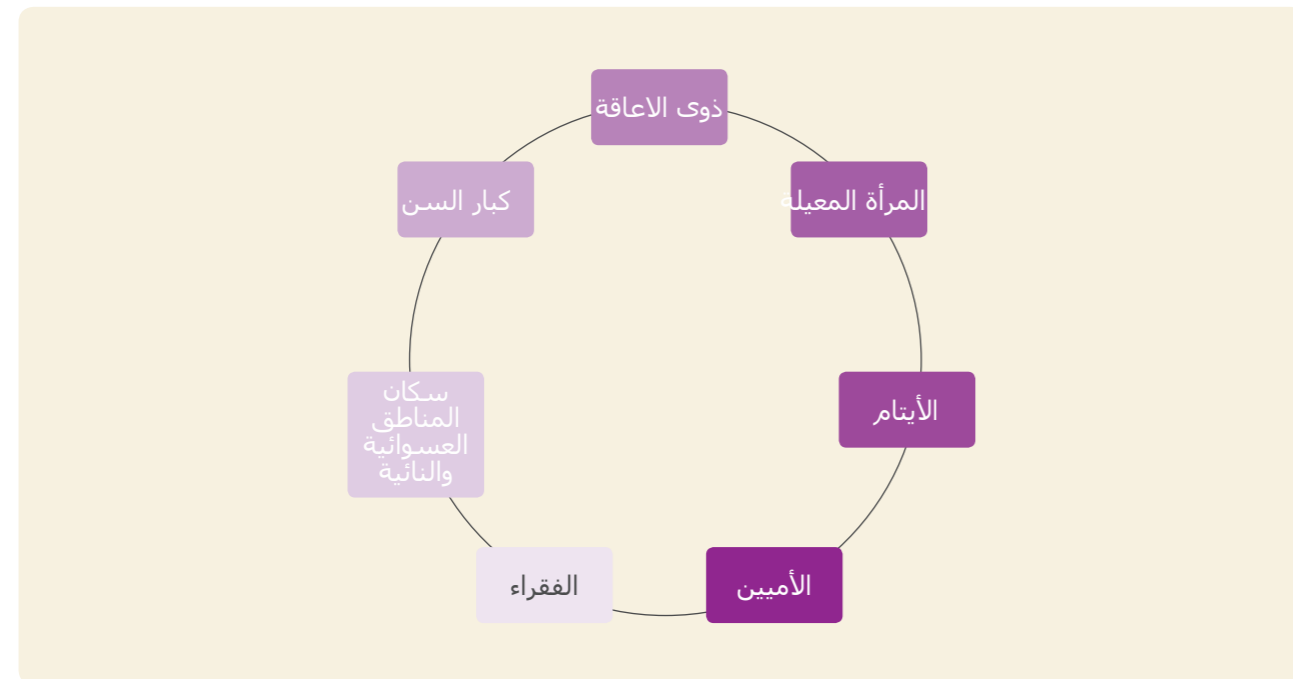 ذوى الاعاقة
المرأة المعيلة
الأيتام
الأميين
الفقراء
سكان
المناطق
العسوائية
والنائية
كبار السن